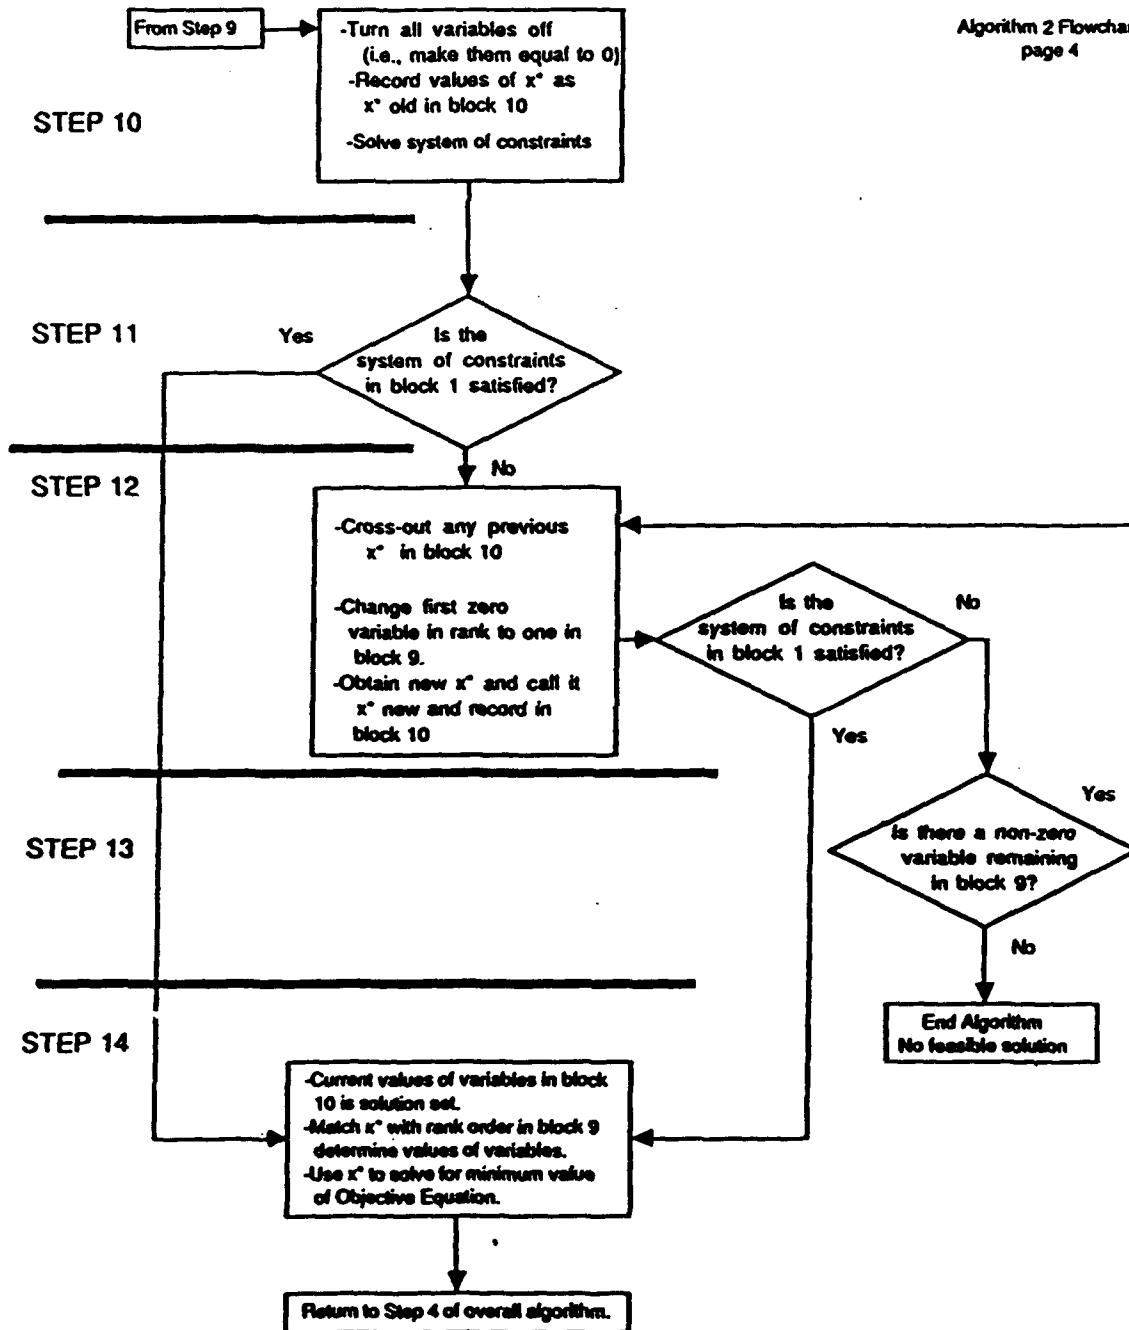 From Step 9
-Turn all variables off
(i.e., make them equal to 0)
-Record values of x* as
x* old in block 10
-Solve system of constraints
Algorithm 2 Flowchar
page 4
STEP 10
STEP 11
Yes
Is the
system of constraints
in block 1 satisfied?
No
STEP 12
-Cross-out any previous
x* in block 10
-Change first zero
variable in rank to one in
block 9.
-Obtain new x* and call it
x* new and record in
block 10
Is the
system of constraints
in block 1 satisfied?
No
Yes
STEP 13
Is there a non-zero
variable remaining
in block 9?
Yes
No
End Algorithm
No feasible solution
STEP 14
-Current values of variables in block
10 is solution set.
-Match x* with rank order in block 9
determine values of variables.
-Use x* to solve for minimum value
of Objective Equation.
Return to Step 4 of overall algorithm.